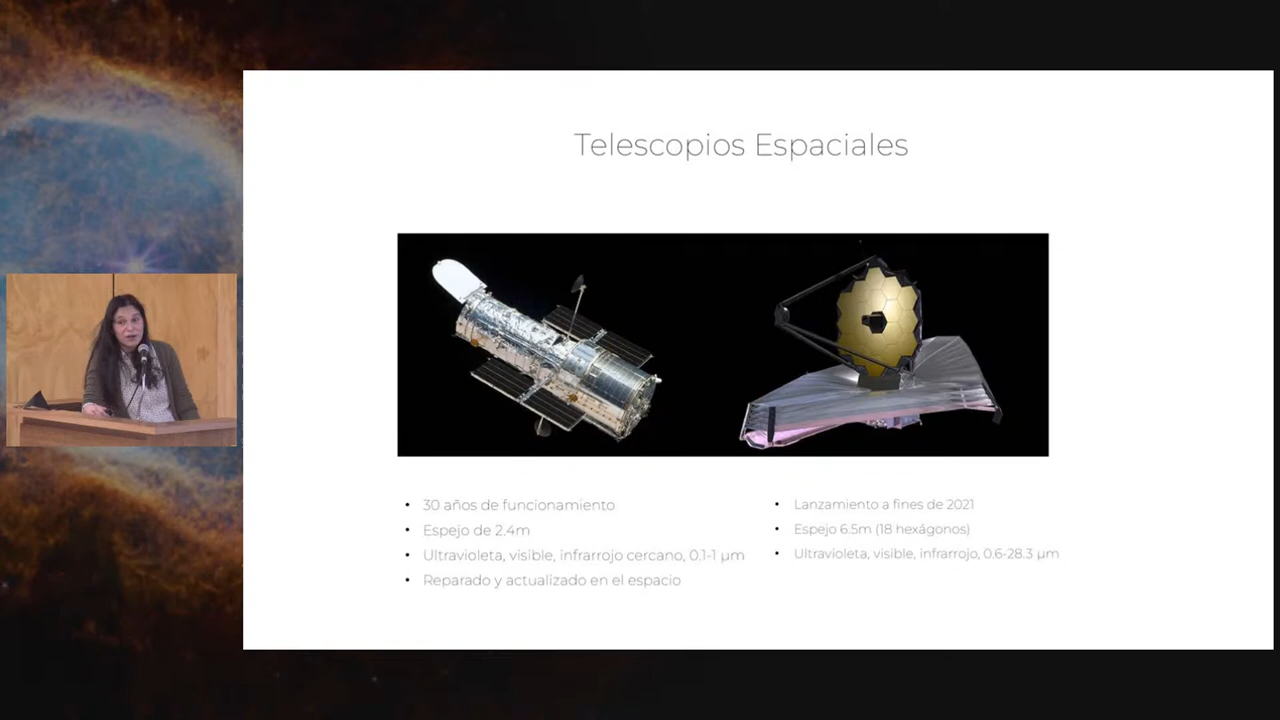 Telescopios Espaciales
• 30 años de funcionamiento
• Espejo de 2.4m
• Ultravioleta, visible, infrarrojo cercano, 0.1-1 µm
• Reparado y actualizado en el espacio
• Lanzamiento a fines de 2021
• Espejo 6.5m (18 hexágonos)
• Ultravioleta, visible, infrarrojo, 0.6-28.3 µm